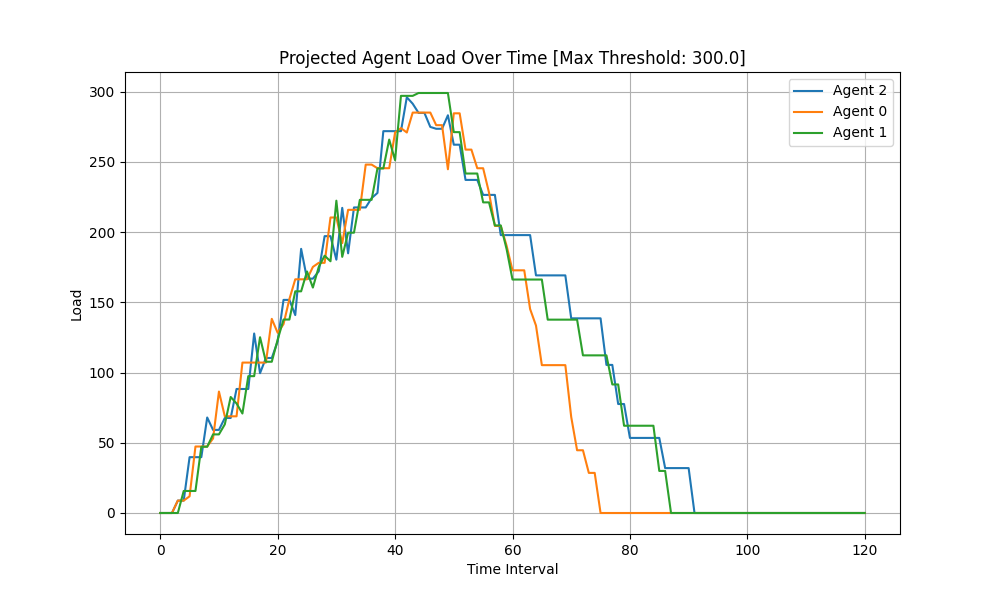 Projected Agent Load Over Time [Max Threshold: 300.0]
Agent 2
Agent 0
Agent 1
Load
300
250
200
150
100
50
0
0 20 40 60 80 100 120
Time Interval